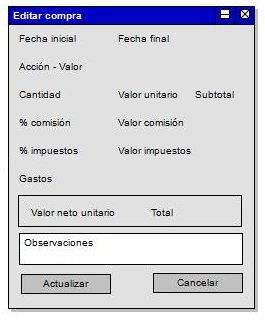 Editar compra
Fecha inicial Fecha final
Acción - Valor
Cantidad Valor unitario Subtotal
% comisión Valor comisión
% impuestos Valor impuestos
Gastos
Valor neto unitario Total
Observaciones
Actualizar Cancelar